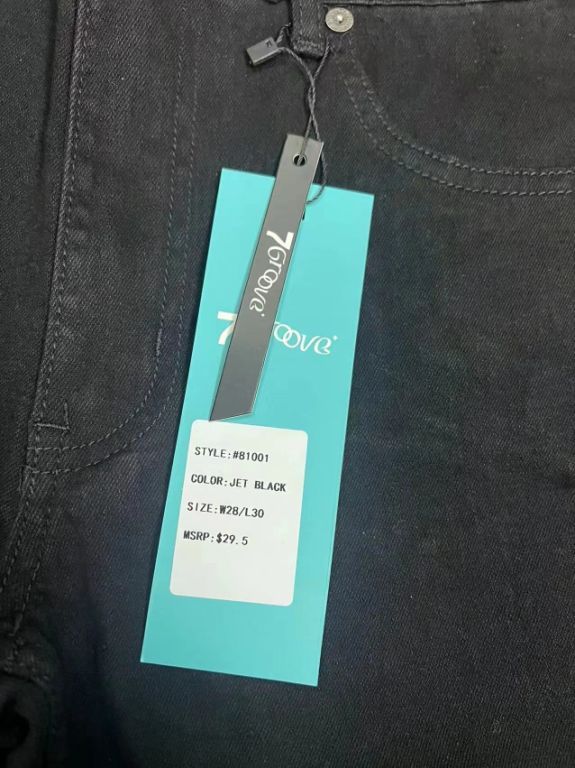 7Groove
7Groove
STYLE:#81001
COLOR:JET BLACK
SIZE:W28/L30
MSRP:$29.5